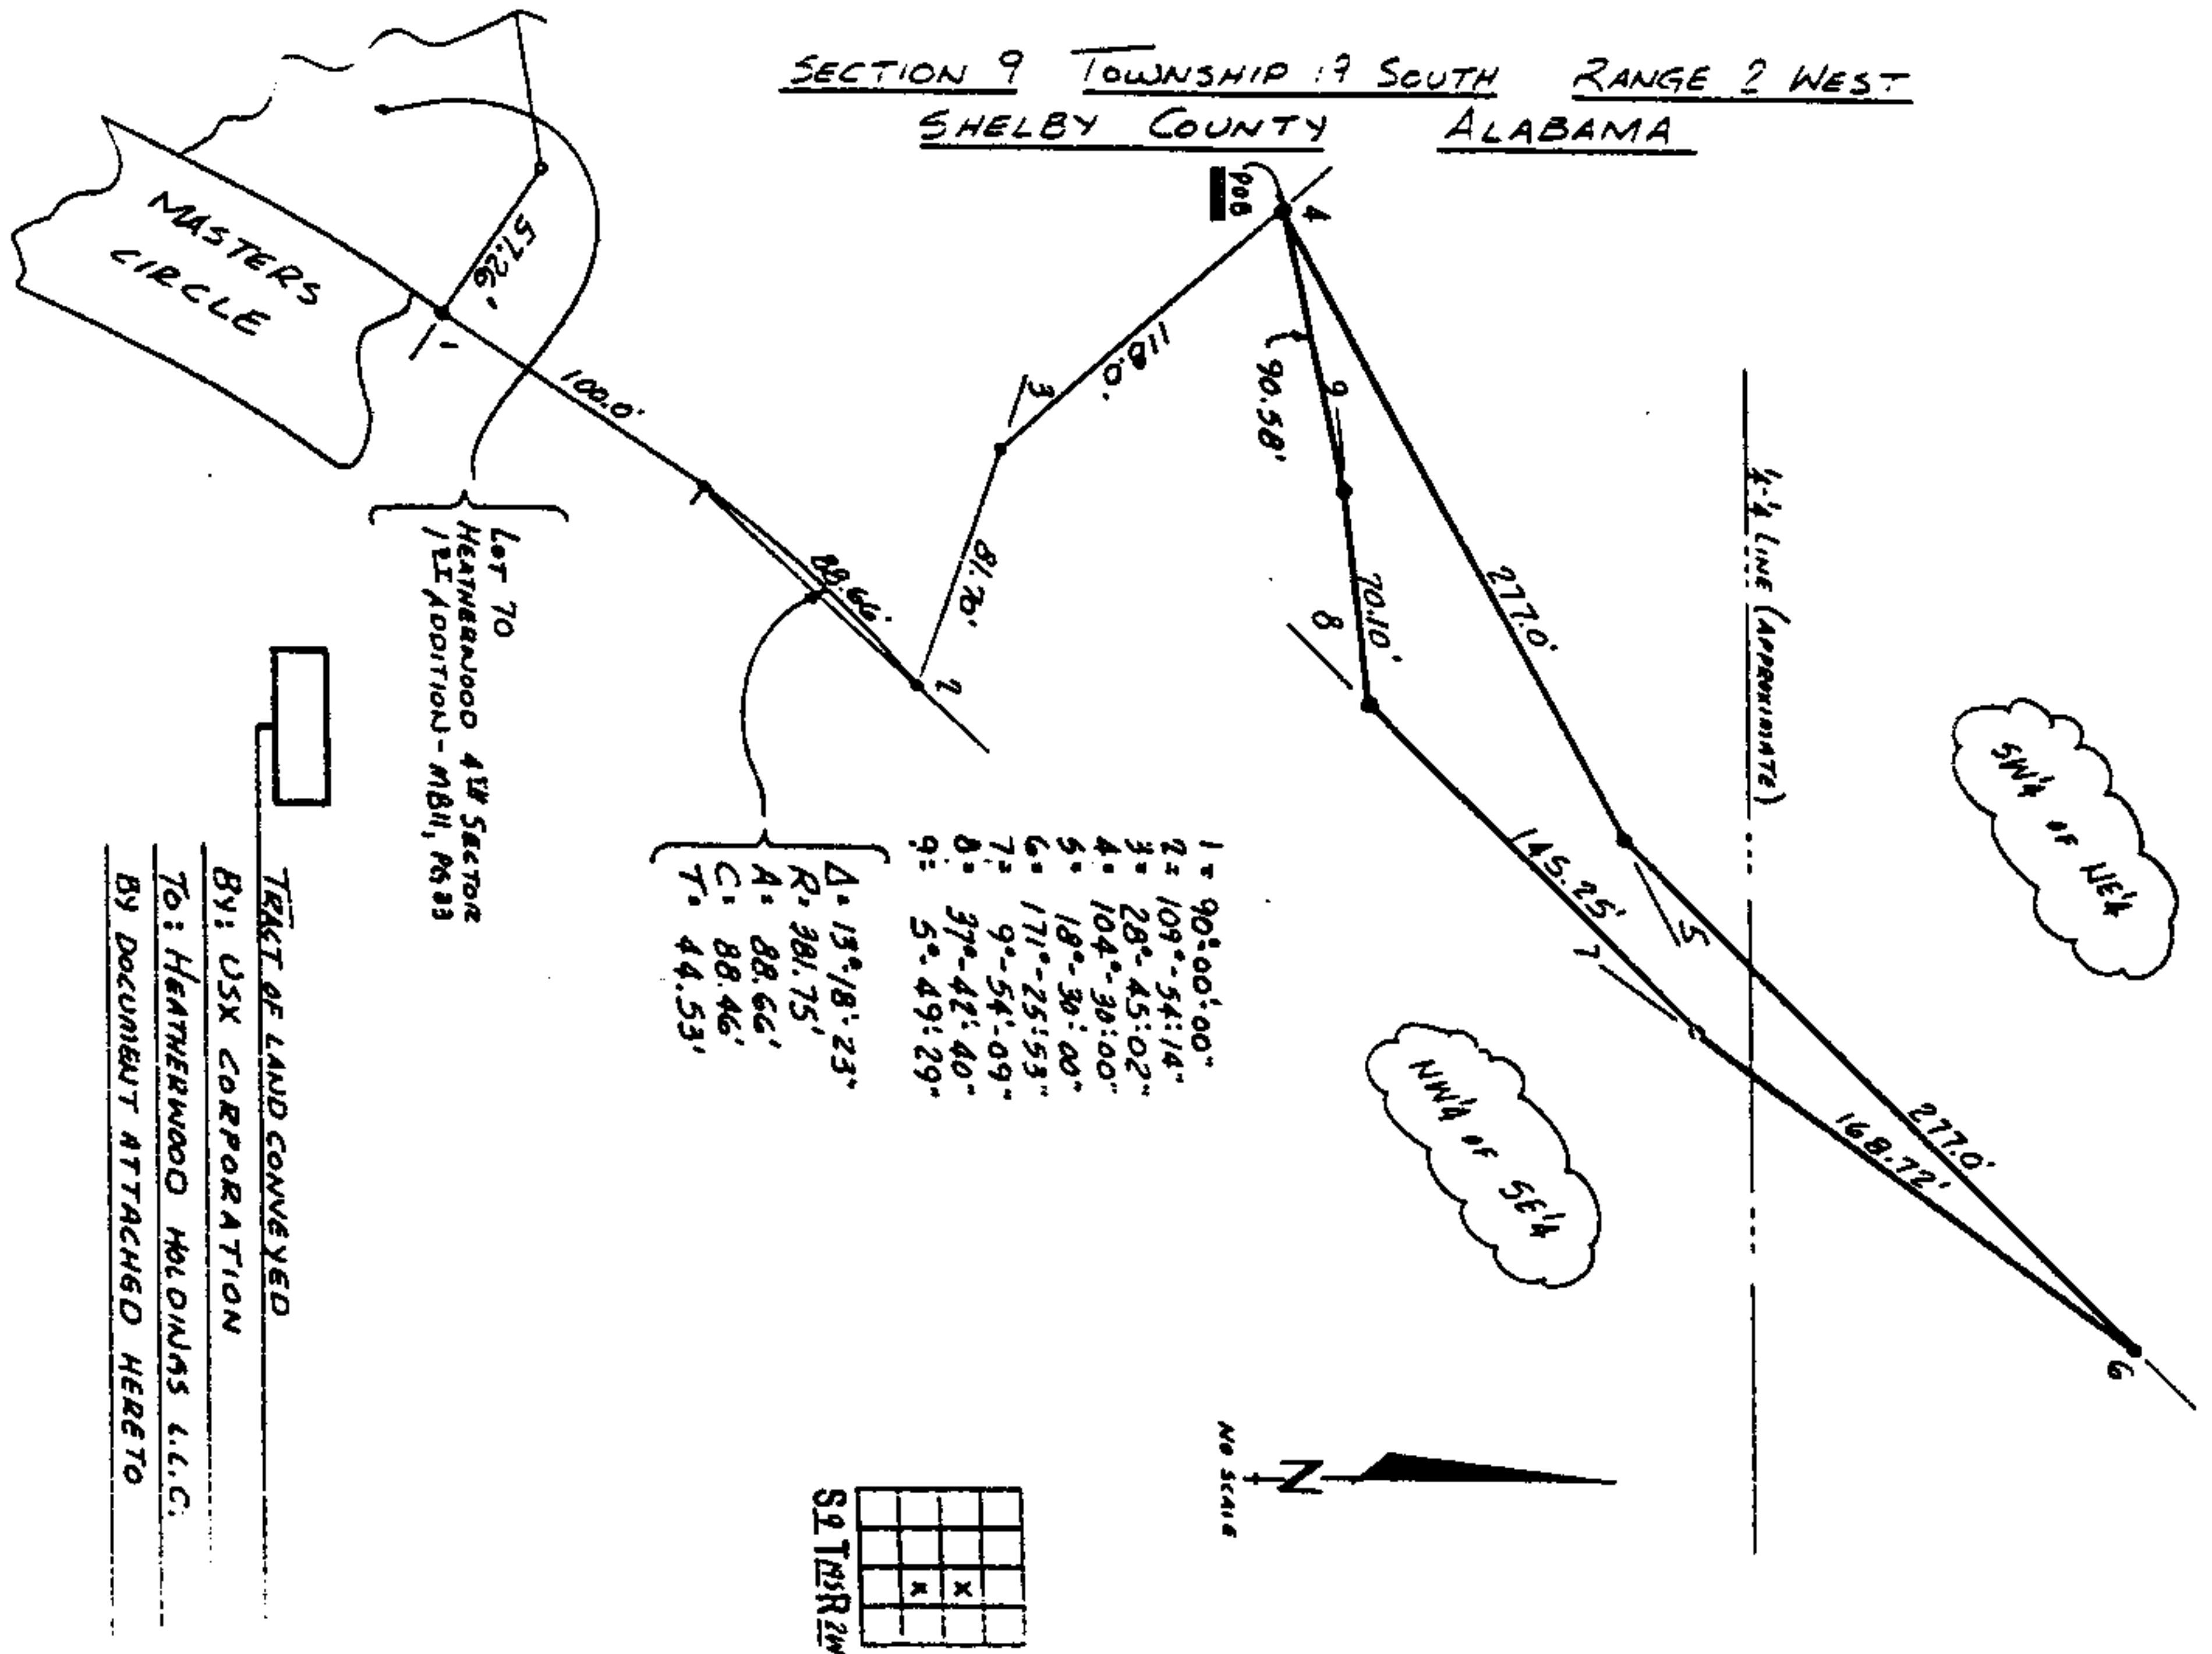 SECTION 9 TOWNSHIP 19 SOUTH RANGE 2 WEST
SHELBY COUNTY ALABAMA
MASTERS
CIRCLE
57.26'
1
100.0'
88.66'
2
81.70'
3
118.0'
POB
4
90.58'
9
70.10'
8
277.0'
145.25'
7
5
277.0'
168.72'
6
¼-¼ LINE (APPROXIMATE)
SW¼ OF NE¼
NW¼ OF SE¼
LOT 70
HEATHERWOOD 4TH SECTOR
1ST ADDITION - MB11, PG 33
1= 90°-00'-00"
2= 109°-54'-14"
3= 28°-45'-02"
4= 104°-30'-00"
5= 18°-30'-00"
6= 171°-25'-53"
7= 9°-54'-09"
8= 37°-42'-40"
9= 5°-49'-29"
Δ= 13°-18'-23"
R= 381.75'
A= 88.66'
C= 88.46'
T= 44.53'
TRACT OF LAND CONVEYED
BY: USX CORPORATION
TO: HEATHERWOOD HOLDINGS L.L.C.
BY DOCUMENT ATTACHED HERETO
N
NO SCALE
X X
S 9 T 19S R 2W